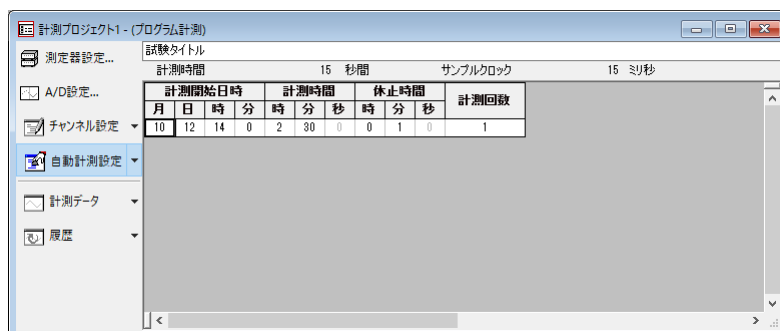 計測プロジェクト1 - (プログラム計測)
測定器設定...
A/D設定...
チャンネル設定
自動計測設定
計測データ
履歴
試験タイトル
計測時間 15 秒間 サンプルクロック 15 ミリ秒
計測開始日時 計測時間 休止時間 計測回数
月 日 時 分 時 分 秒 時 分 秒
10 12 14 0 2 30 0 0 1 0 1